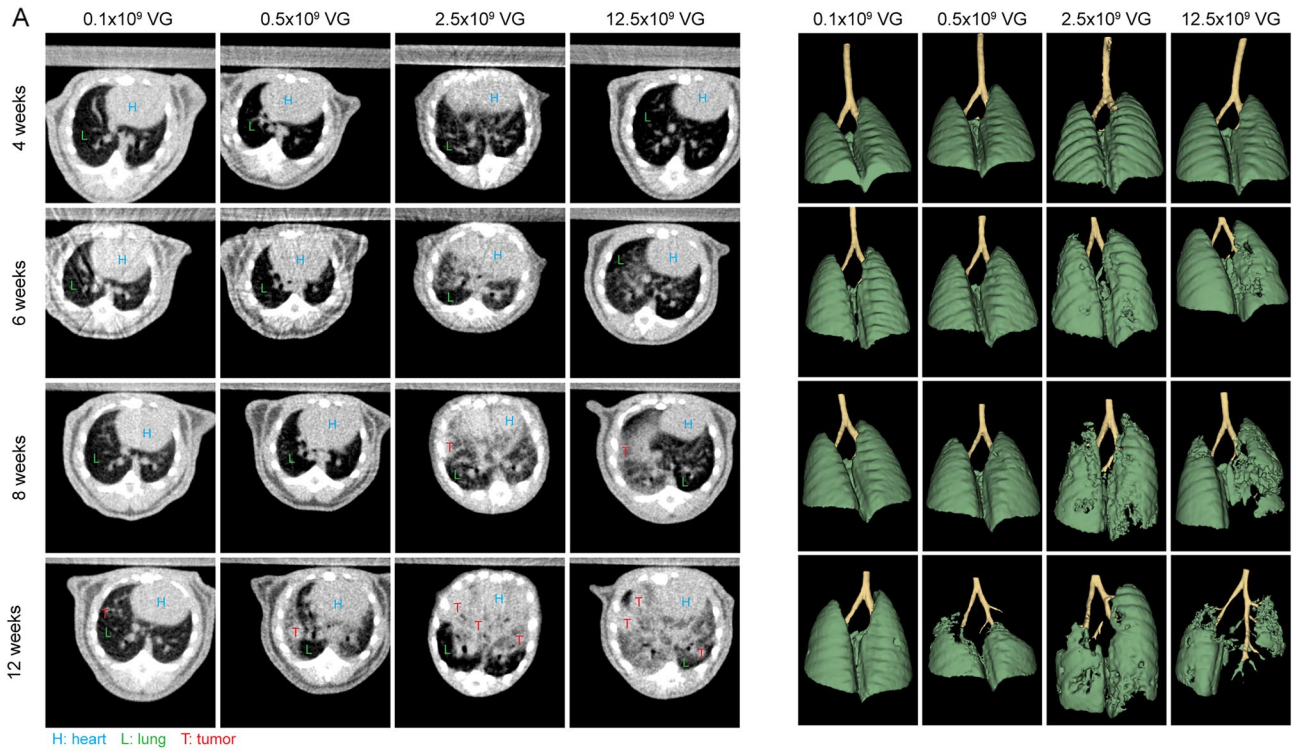 A
0.1x10⁹ VG 0.5x10⁹ VG 2.5x10⁹ VG 12.5x10⁹ VG 0.1x10⁹ VG 0.5x10⁹ VG 2.5x10⁹ VG 12.5x10⁹ VG
4 weeks
H H H H
L L L L
6 weeks
H H H H
L L L L
8 weeks
H H H H
T T
L L L L
12 weeks
H H H H
T T T T T T T T
L L L L
H: heart L: lung T: tumor